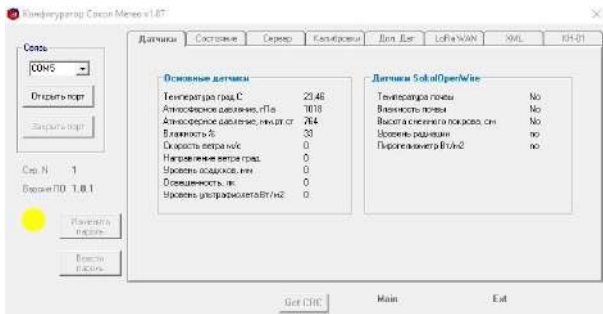 Конфигуратор Сокол Метео v1.07
Датчики Состояние Сервер Калибровки Доп. Дат LoRaWAN XML КН-01
Связь
COM5
Открыть порт
Закрыть порт
Сер. N 1
Версия ПО 1.0.1
Изменить пароль
Ввести пароль
Основные датчики
Температура град.С 23.46
Атмосферное давление, гПа 1018
Атмосферное давление, мм.рт.ст 764
Влажность % 33
Скорость ветра м/с 0
Направление ветра град. 0
Уровень осадков, мм 0
Освещенность, лк 0
Уровень ультрафиолета Вт/м2 0
Датчики SokolOpenWire
Температура почвы No
Влажность почвы No
Высота снежного покрова, см No
Уровень радиации no
Пиргелиометр Вт/м2 no
Get CRC Main Ext